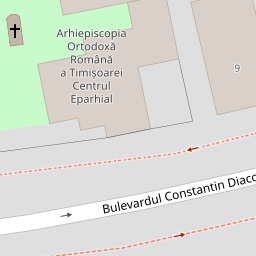 Arhiepiscopia
Ortodoxă
Română
a Timișoarei
Centrul
Eparhial
9
Bulevardul Constantin Diaco